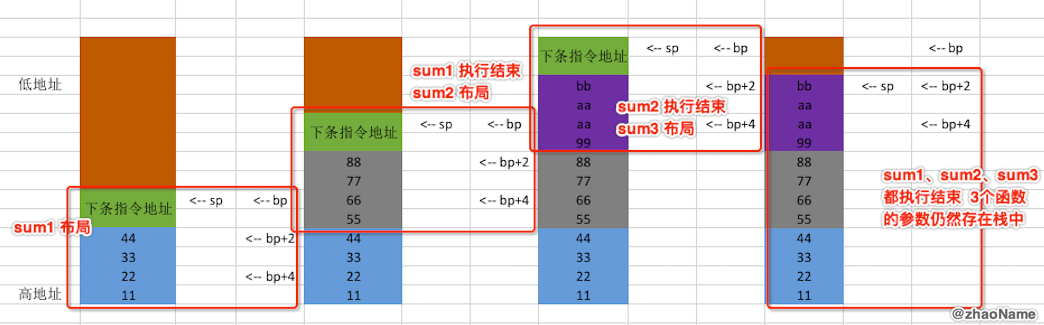 低地址
高地址
下条指令地址
<-- sp
<-- bp
44
<-- bp+2
33
22
<-- bp+4
11
sum1 布局
sum1 执行结束
sum2 布局
下条指令地址
<-- sp
<-- bp
88
<-- bp+2
77
66
<-- bp+4
55
44
33
22
11
下条指令地址
<-- sp
<-- bp
bb
<-- bp+2
aa
aa
<-- bp+4
99
88
77
66
55
44
33
22
11
sum2 执行结束
sum3 布局
<-- bp
bb
<-- sp
<-- bp+2
aa
aa
<-- bp+4
99
88
77
66
55
44
33
22
11
sum1、sum2、sum3
都执行结束 3个函数
的参数仍然存在栈中
@zhaoName